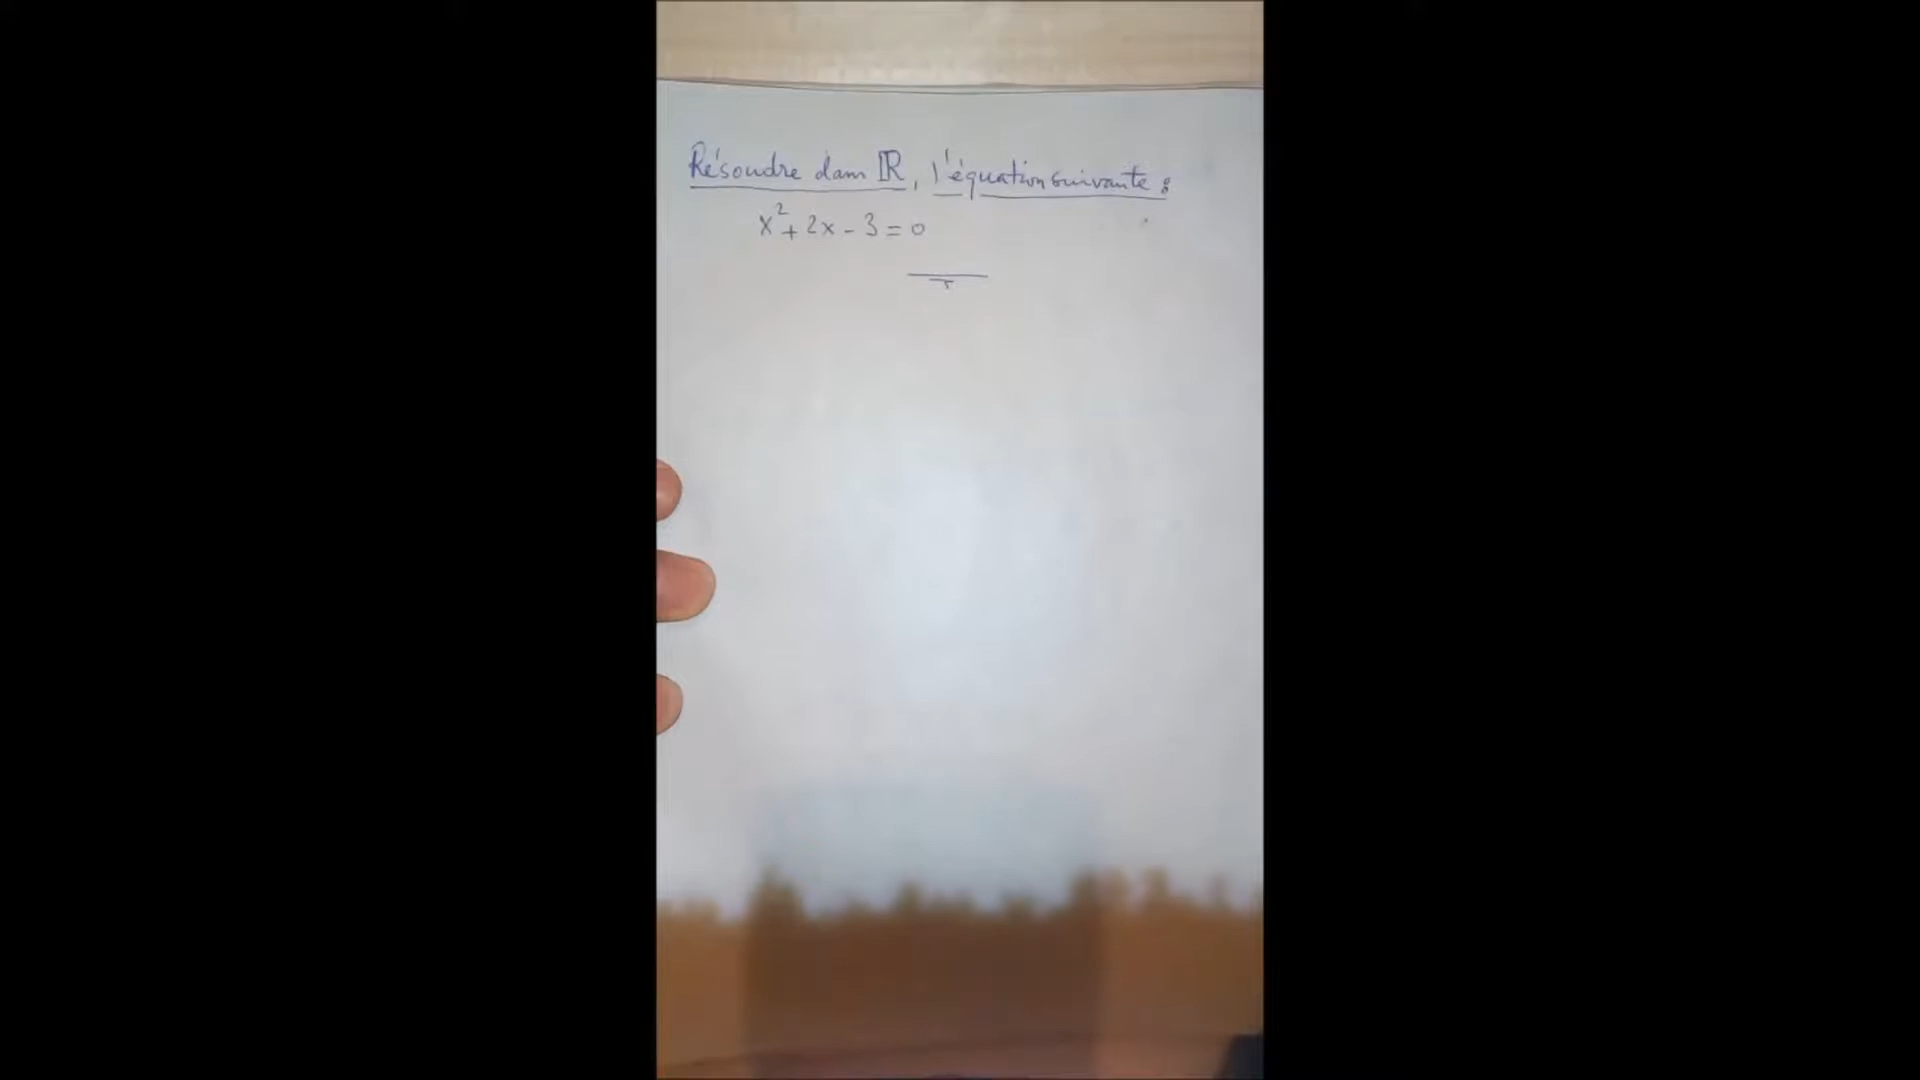 Résoudre dans ℝ, l'équation suivante :
x² + 2x - 3 = 0